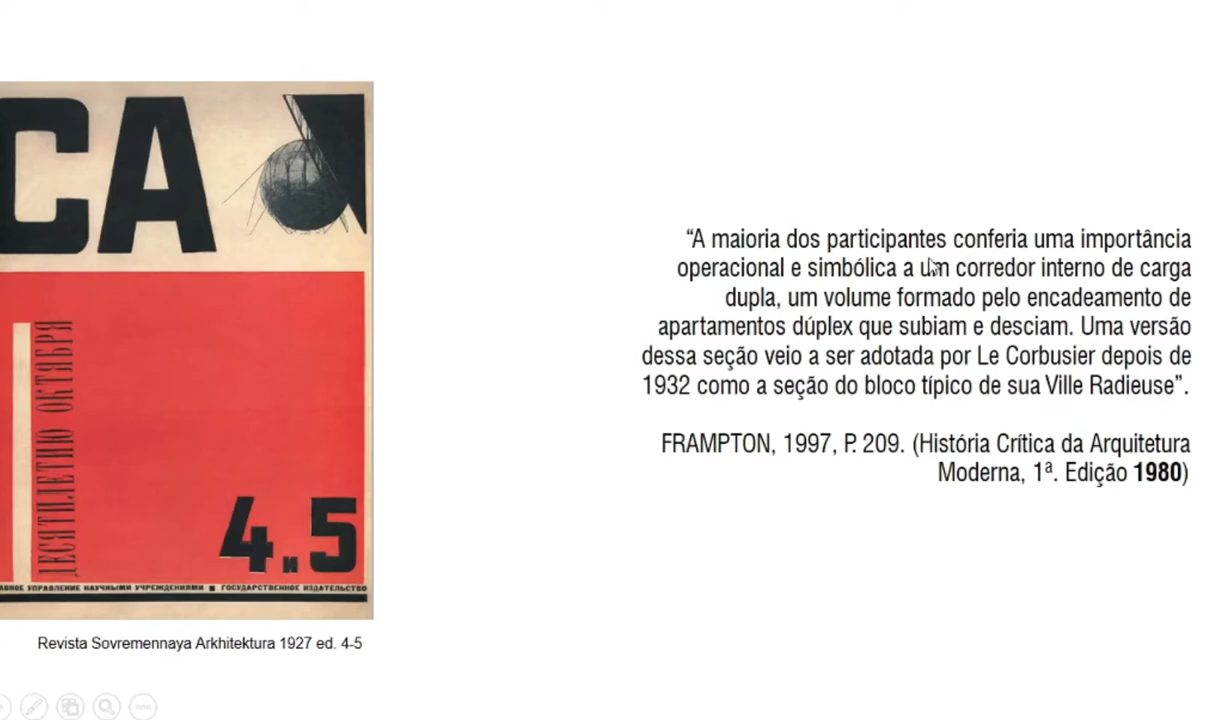 СА
ДЕСЯТИЛЕТИЮ ОКТЯБРЯ
4 и 5
АВНОЕ УПРАВЛЕНИЕ НАУЧНЫМИ УЧРЕЖДЕНИЯМИ ■ ГОСУДАРСТВЕННОЕ ИЗДАТЕЛЬСТВО
Revista Sovremennaya Arkhitektura 1927 ed. 4-5
“A maioria dos participantes conferia uma importância
operacional e simbólica a um corredor interno de carga
dupla, um volume formado pelo encadeamento de
apartamentos dúplex que subiam e desciam. Uma versão
dessa seção veio a ser adotada por Le Corbusier depois de
1932 como a seção do bloco típico de sua Ville Radieuse”.
FRAMPTON, 1997, P. 209. (História Crítica da Arquitetura
Moderna, 1ª. Edição 1980)